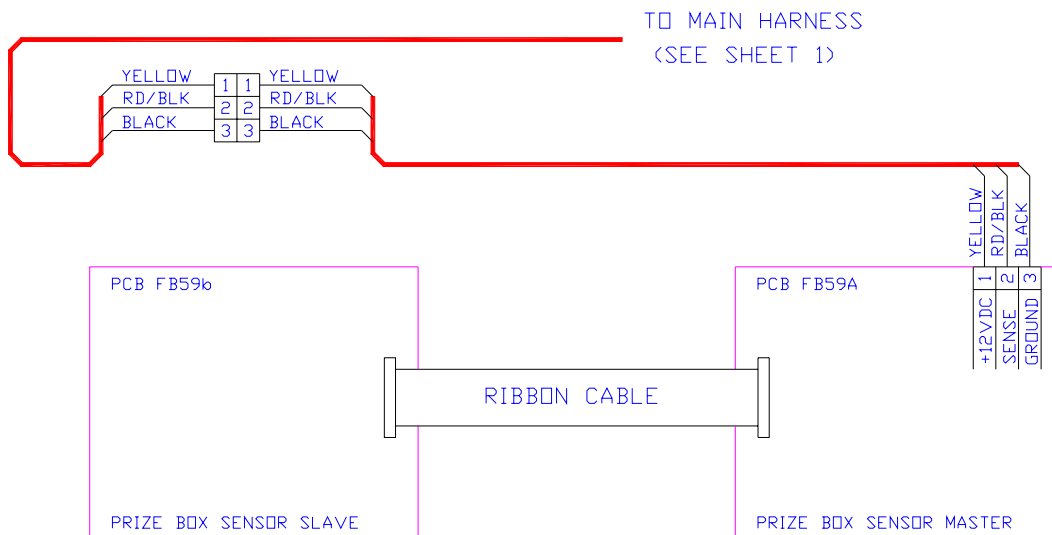 TO MAIN HARNESS
(SEE SHEET 1)
YELLOW 1 1 YELLOW
RD/BLK 2 2 RD/BLK
BLACK 3 3 BLACK
YELLOW
RD/BLK
BLACK
PCB FB59b
PCB FB59A
1 2 3
+12VDC
SENSE
GROUND
RIBBON CABLE
PRIZE BOX SENSOR SLAVE
PRIZE BOX SENSOR MASTER